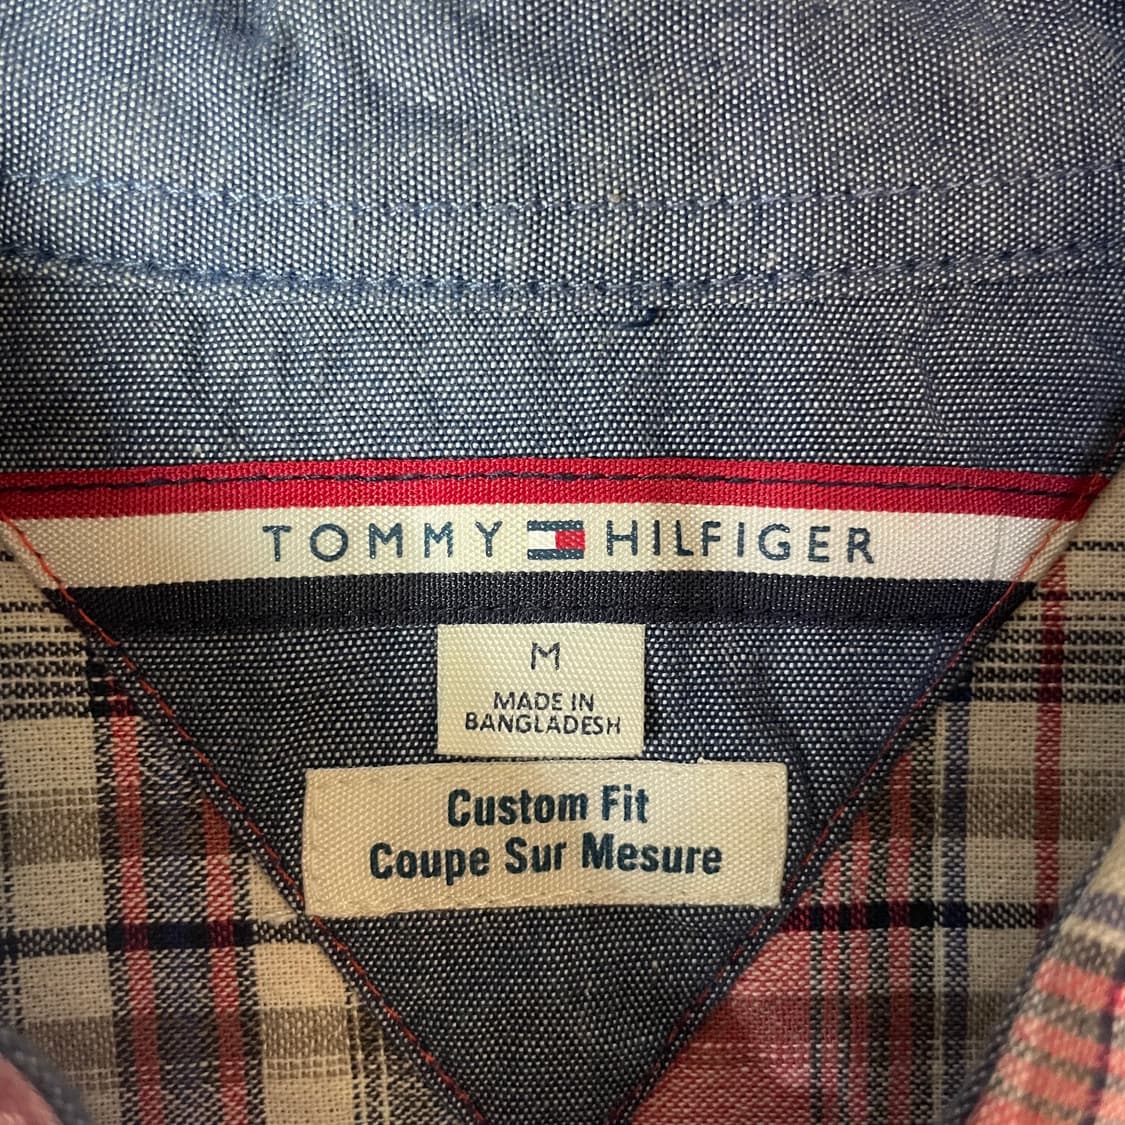 TOMMY HILFIGER
M
MADE IN
BANGLADESH
Custom Fit
Coupe Sur Mesure